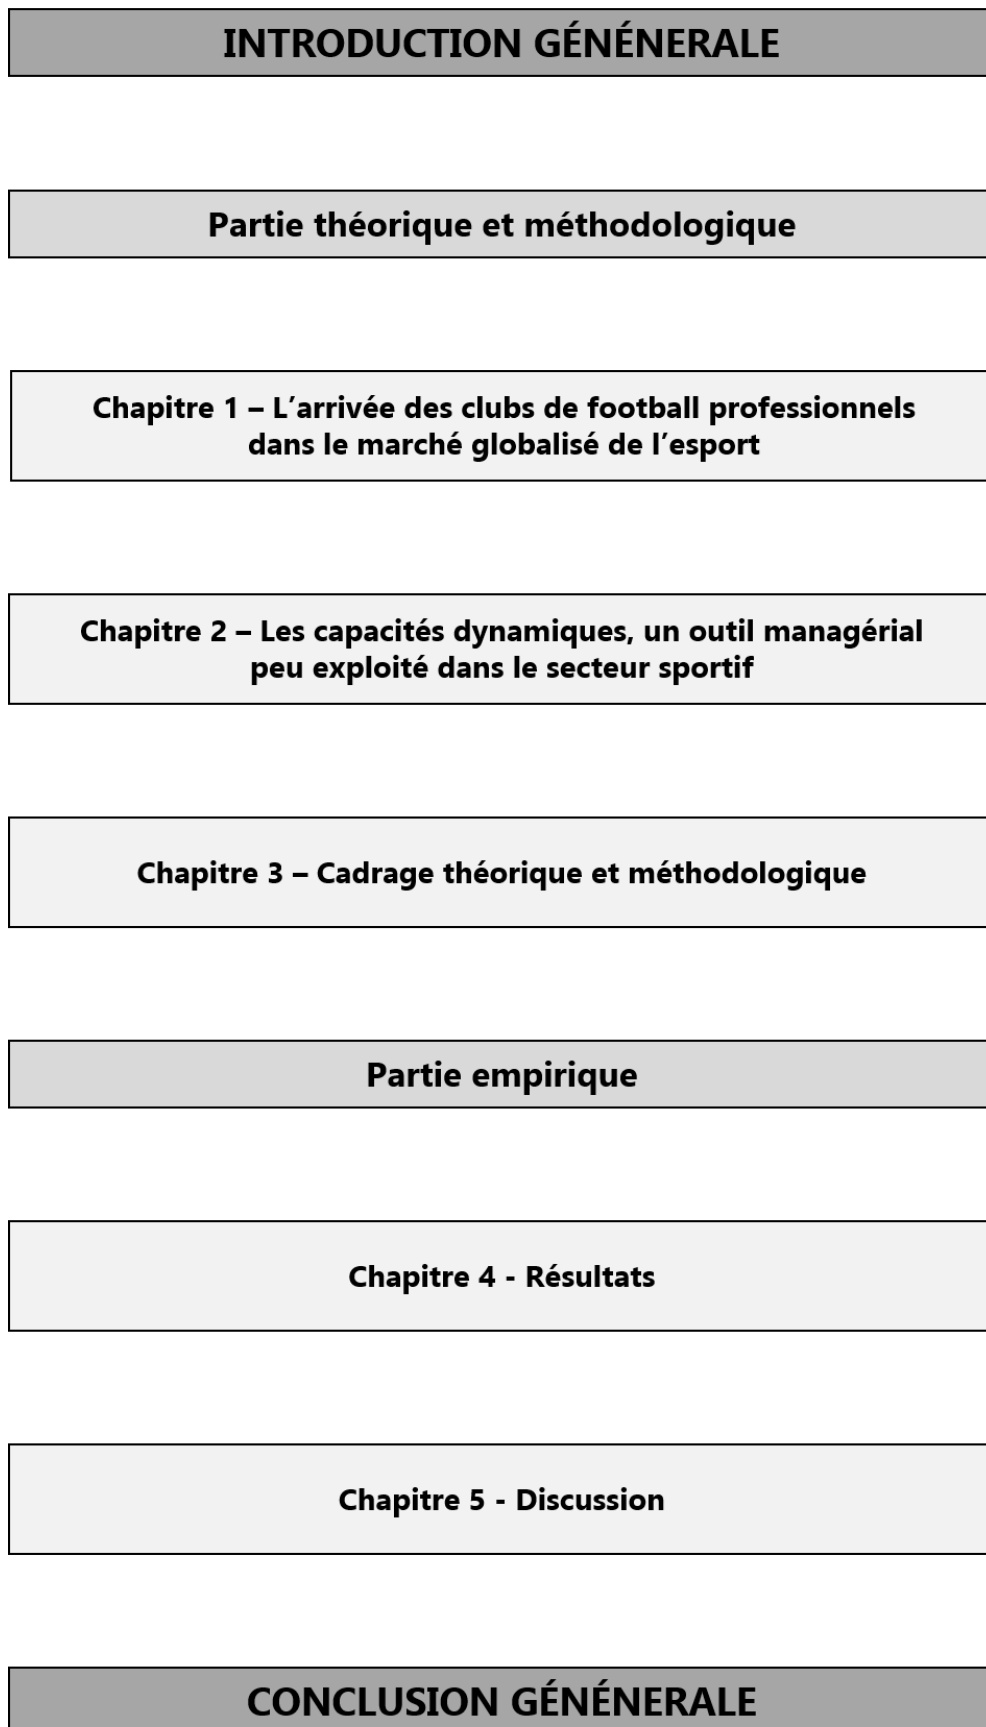 INTRODUCTION GÉNÉNERALE
Partie théorique et méthodologique
Chapitre 1 – L’arrivée des clubs de football professionnels
dans le marché globalisé de l’esport
Chapitre 2 – Les capacités dynamiques, un outil managérial
peu exploité dans le secteur sportif
Chapitre 3 – Cadrage théorique et méthodologique
Partie empirique
Chapitre 4 - Résultats
Chapitre 5 - Discussion
CONCLUSION GÉNÉNERALE